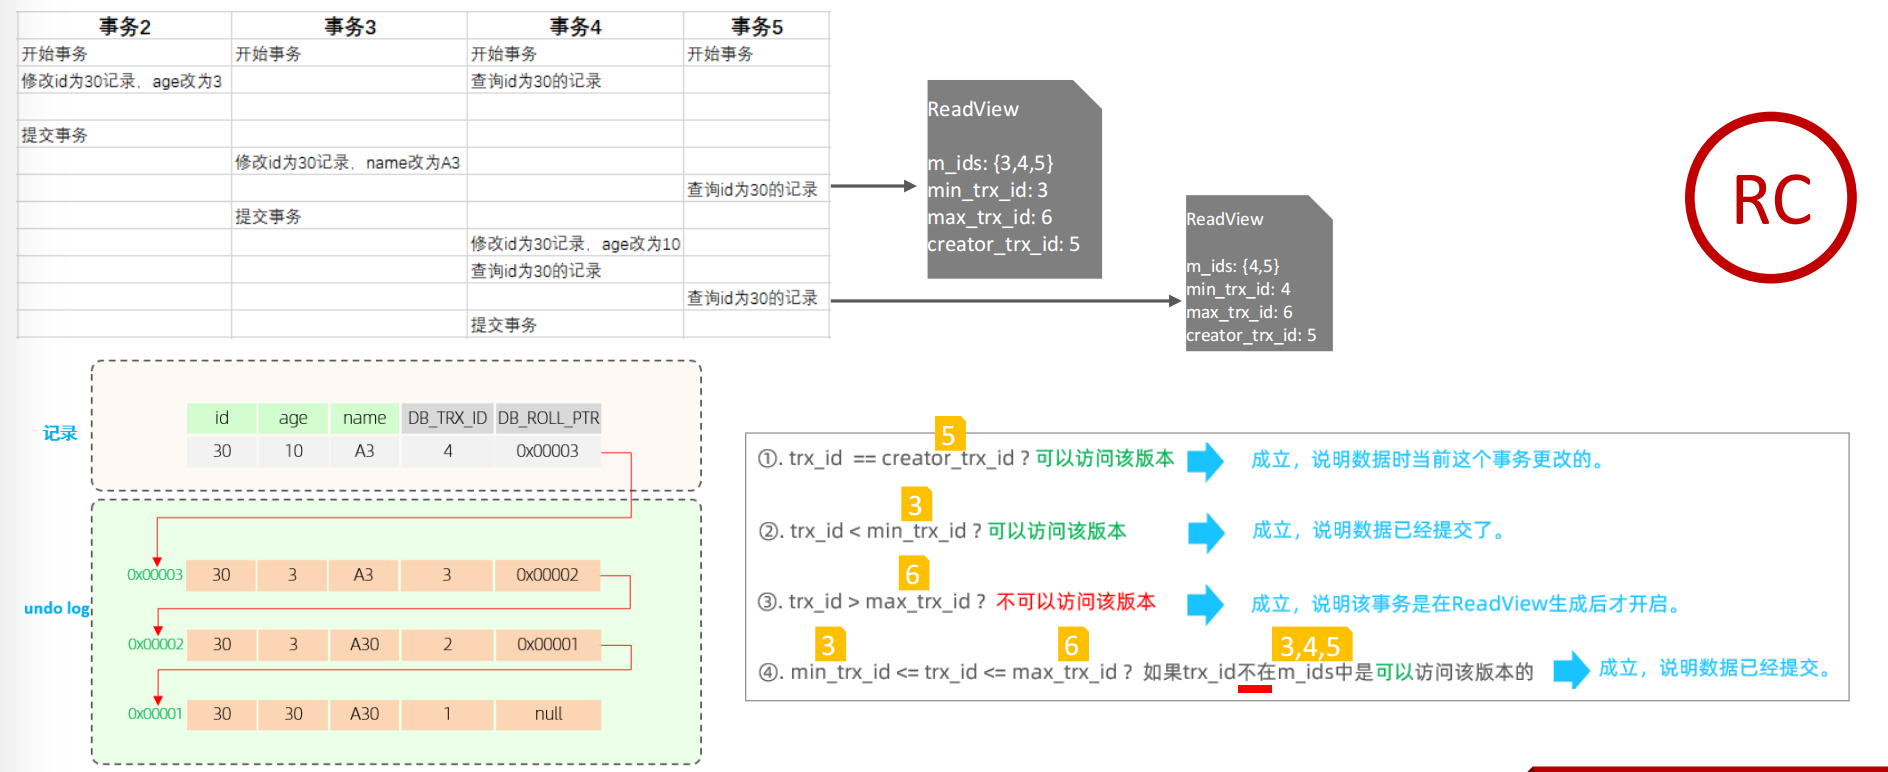 事务2 事务3 事务4 事务5
开始事务 开始事务 开始事务 开始事务
修改id为30记录，age改为3 查询id为30的记录
提交事务
修改id为30记录，name改为A3
查询id为30的记录
提交事务
修改id为30记录，age改为10
查询id为30的记录
查询id为30的记录
提交事务
ReadView
m_ids: {3,4,5}
min_trx_id: 3
max_trx_id: 6
creator_trx_id: 5
ReadView
m_ids: {4,5}
min_trx_id: 4
max_trx_id: 6
creator_trx_id: 5
RC
记录
id age name DB_TRX_ID DB_ROLL_PTR
30 10 A3 4 0x00003
undo log
0x00003 30 3 A3 3 0x00002
0x00002 30 3 A30 2 0x00001
0x00001 30 30 A30 1 null
5
①. trx_id == creator_trx_id ? 可以访问该版本 成立，说明数据时当前这个事务更改的。
3
②. trx_id < min_trx_id ? 可以访问该版本 成立，说明数据已经提交了。
6
③. trx_id > max_trx_id ? 不可以访问该版本 成立，说明该事务是在ReadView生成后才开启。
3 6 3,4,5
④. min_trx_id <= trx_id <= max_trx_id ? 如果trx_id不在m_ids中是可以访问该版本的 成立，说明数据已经提交。